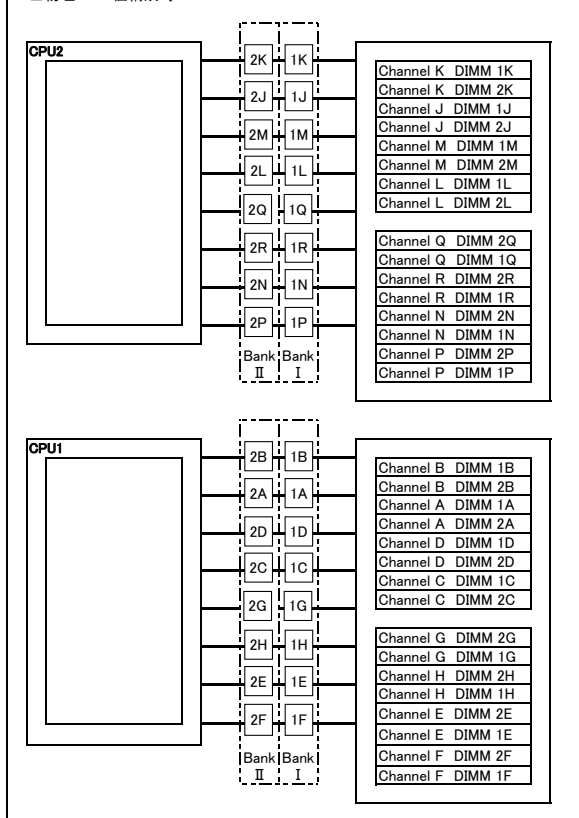 CPU2
2K 1K
2J 1J
2M 1M
2L 1L
2Q 1Q
2R 1R
2N 1N
2P 1P
Bank Bank
Ⅱ Ⅰ
Channel K DIMM 1K
Channel K DIMM 2K
Channel J DIMM 1J
Channel J DIMM 2J
Channel M DIMM 1M
Channel M DIMM 2M
Channel L DIMM 1L
Channel L DIMM 2L
Channel Q DIMM 2Q
Channel Q DIMM 1Q
Channel R DIMM 2R
Channel R DIMM 1R
Channel N DIMM 2N
Channel N DIMM 1N
Channel P DIMM 2P
Channel P DIMM 1P
CPU1
2B 1B
2A 1A
2D 1D
2C 1C
2G 1G
2H 1H
2E 1E
2F 1F
Bank Bank
Ⅱ Ⅰ
Channel B DIMM 1B
Channel B DIMM 2B
Channel A DIMM 1A
Channel A DIMM 2A
Channel D DIMM 1D
Channel D DIMM 2D
Channel C DIMM 1C
Channel C DIMM 2C
Channel G DIMM 2G
Channel G DIMM 1G
Channel H DIMM 2H
Channel H DIMM 1H
Channel E DIMM 2E
Channel E DIMM 1E
Channel F DIMM 2F
Channel F DIMM 1F